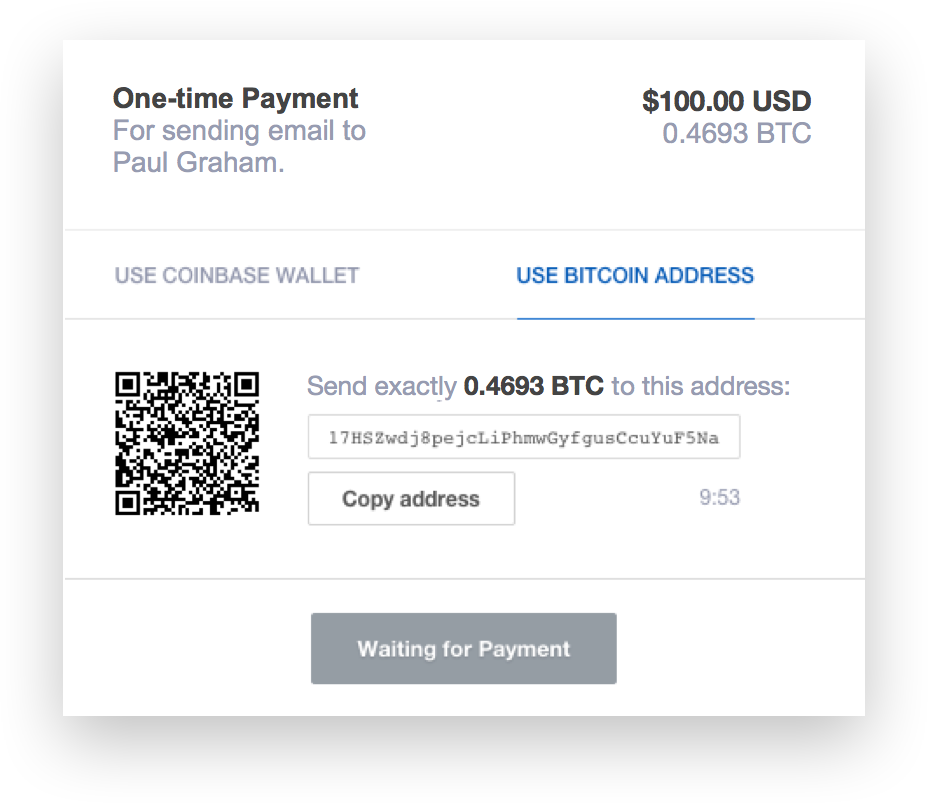 One-time Payment
For sending email to
Paul Graham.
$100.00 USD
0.4693 BTC
USE COINBASE WALLET
USE BITCOIN ADDRESS
Send exactly 0.4693 BTC to this address:
17HSZwdj8pejcLiPhmwGyfgusCcuYuF5Na
Copy address
9:53
Waiting for Payment